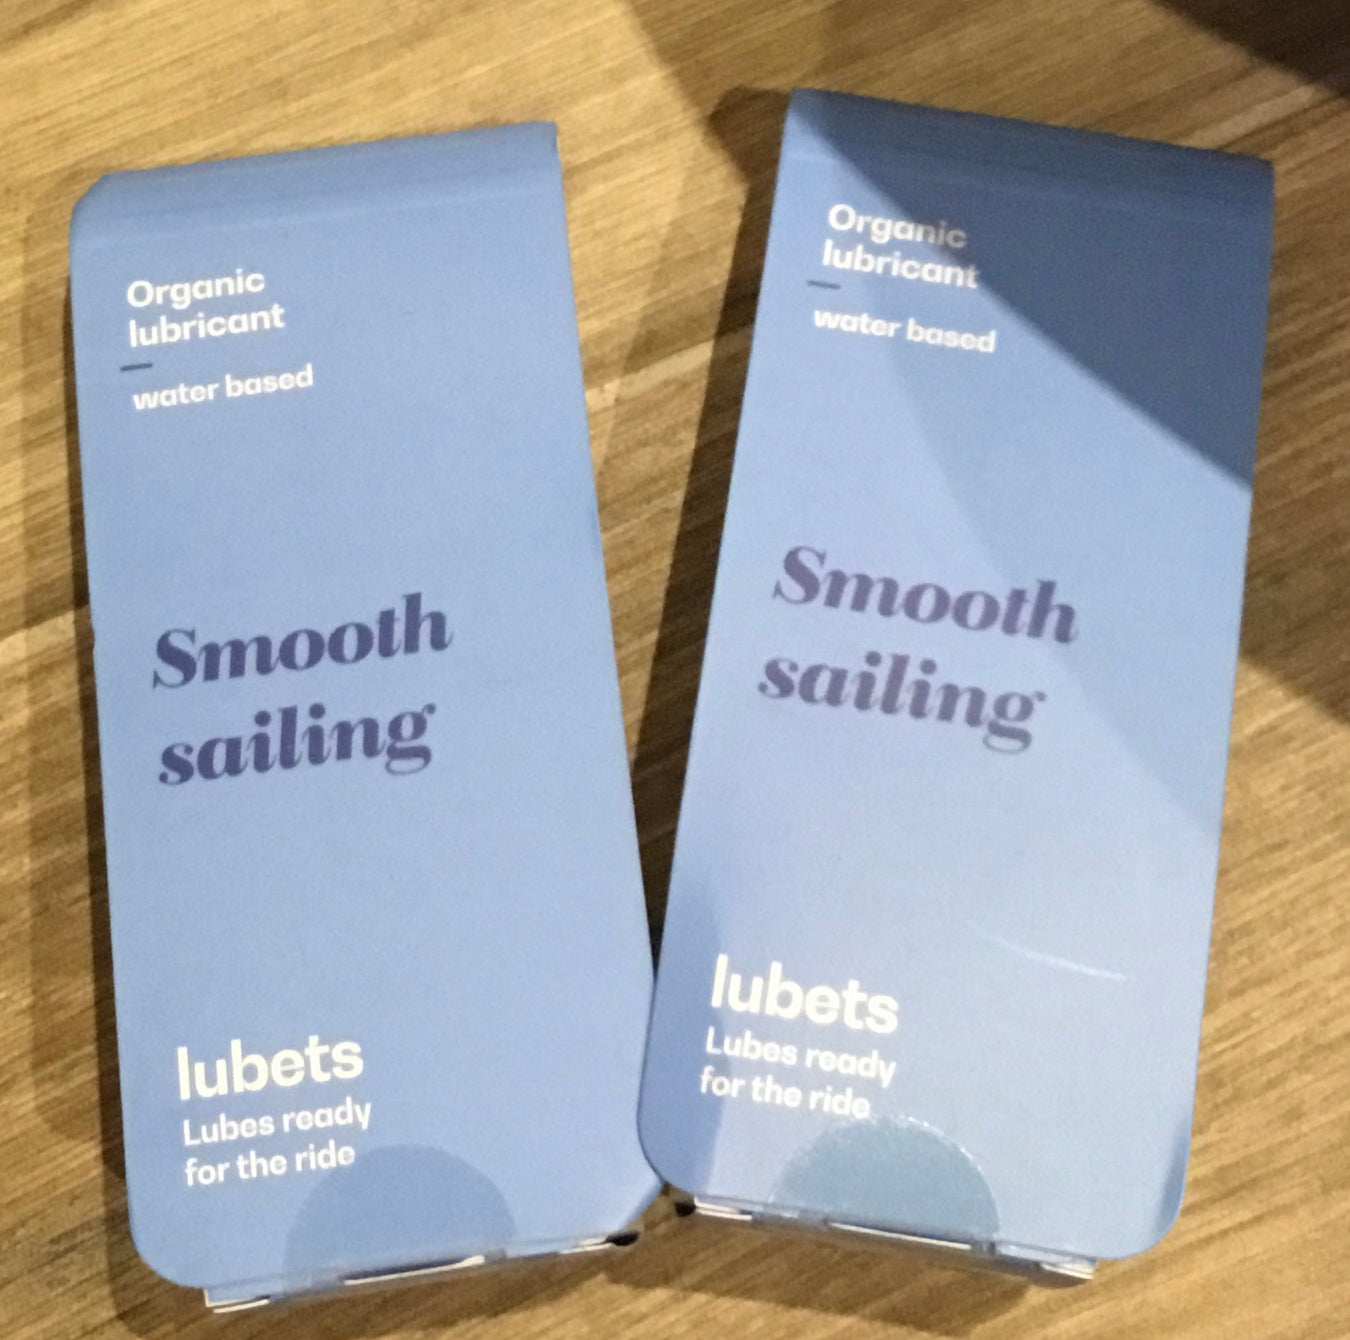 Organic
lubricant
water based
Smooth
sailing
lubets
Lubes ready
for the ride
Organic
lubricant
water based
Smooth
sailing
lubets
Lubes ready
for the ride